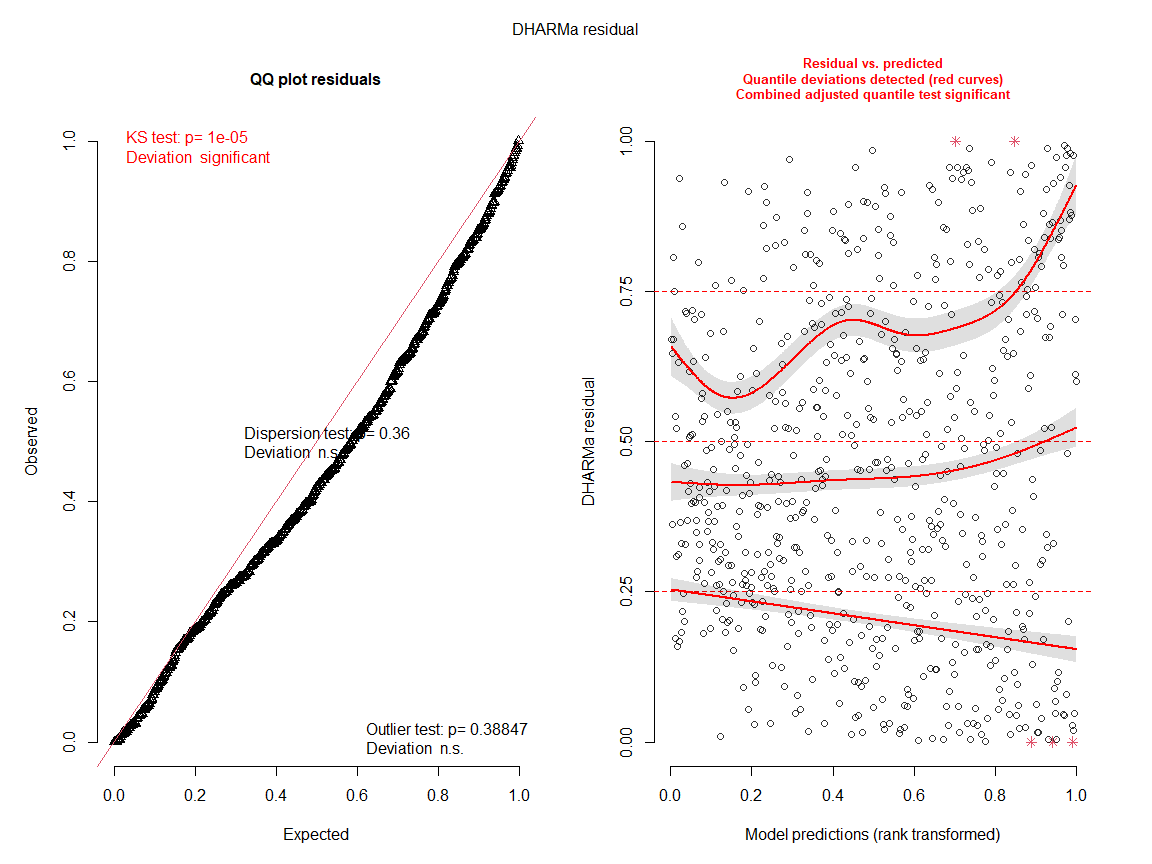 DHARMa residual
QQ plot residuals
KS test: p= 1e-05
Deviation significant
Dispersion test: p= 0.36
Deviation n.s.
Outlier test: p= 0.38847
Deviation n.s.
Observed
0.0 0.2 0.4 0.6 0.8 1.0
0.0 0.2 0.4 0.6 0.8 1.0
Expected
Residual vs. predicted
Quantile deviations detected (red curves)
Combined adjusted quantile test significant
DHARMa residual
0.00 0.25 0.50 0.75 1.00
0.0 0.2 0.4 0.6 0.8 1.0
Model predictions (rank transformed)